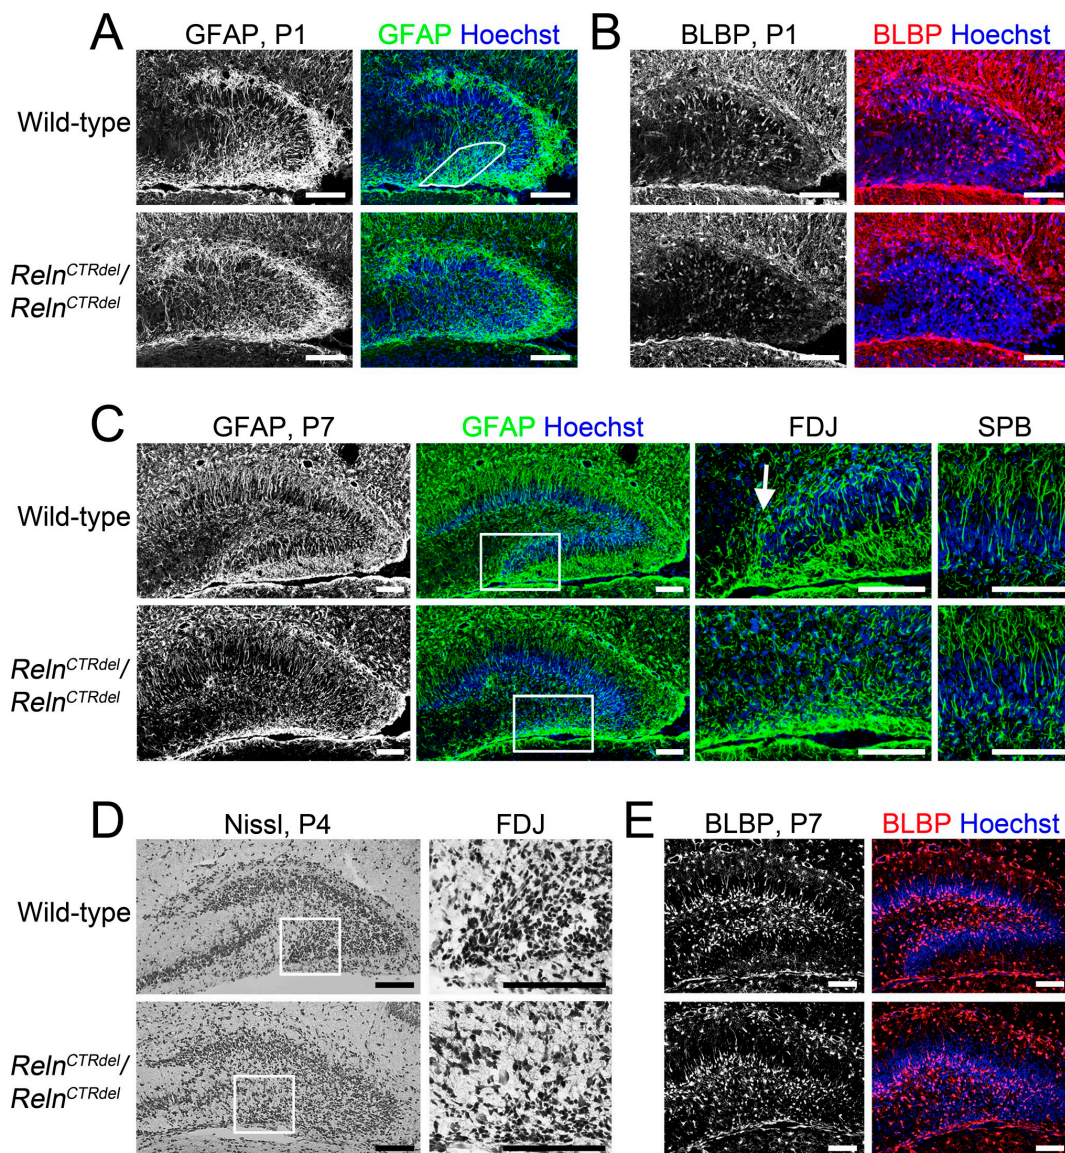 A
GFAP, P1
GFAP Hoechst
B
BLBP, P1
BLBP Hoechst
Wild-type
Reln^CTRdel/
Reln^CTRdel
C
GFAP, P7
GFAP Hoechst
FDJ
SPB
Wild-type
Reln^CTRdel/
Reln^CTRdel
D
Nissl, P4
FDJ
E
BLBP, P7
BLBP Hoechst
Wild-type
Reln^CTRdel/
Reln^CTRdel